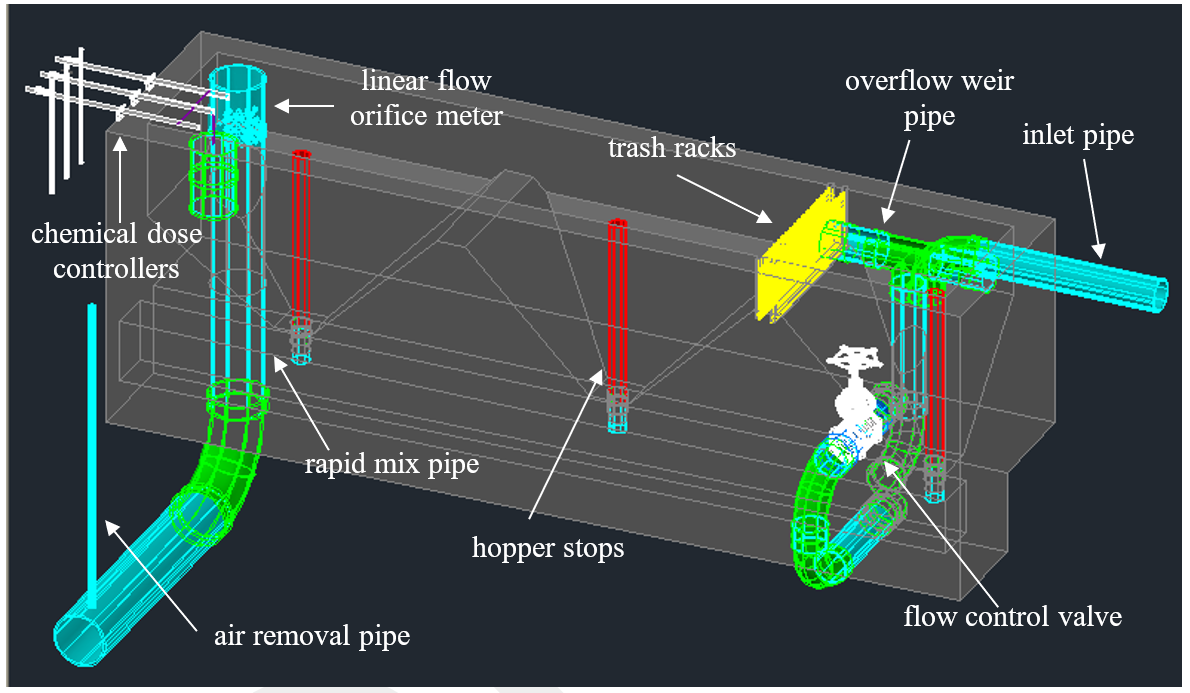 linear flow
orifice meter
overflow weir
pipe
inlet pipe
trash racks
chemical dose
controllers
rapid mix pipe
hopper stops
flow control valve
air removal pipe